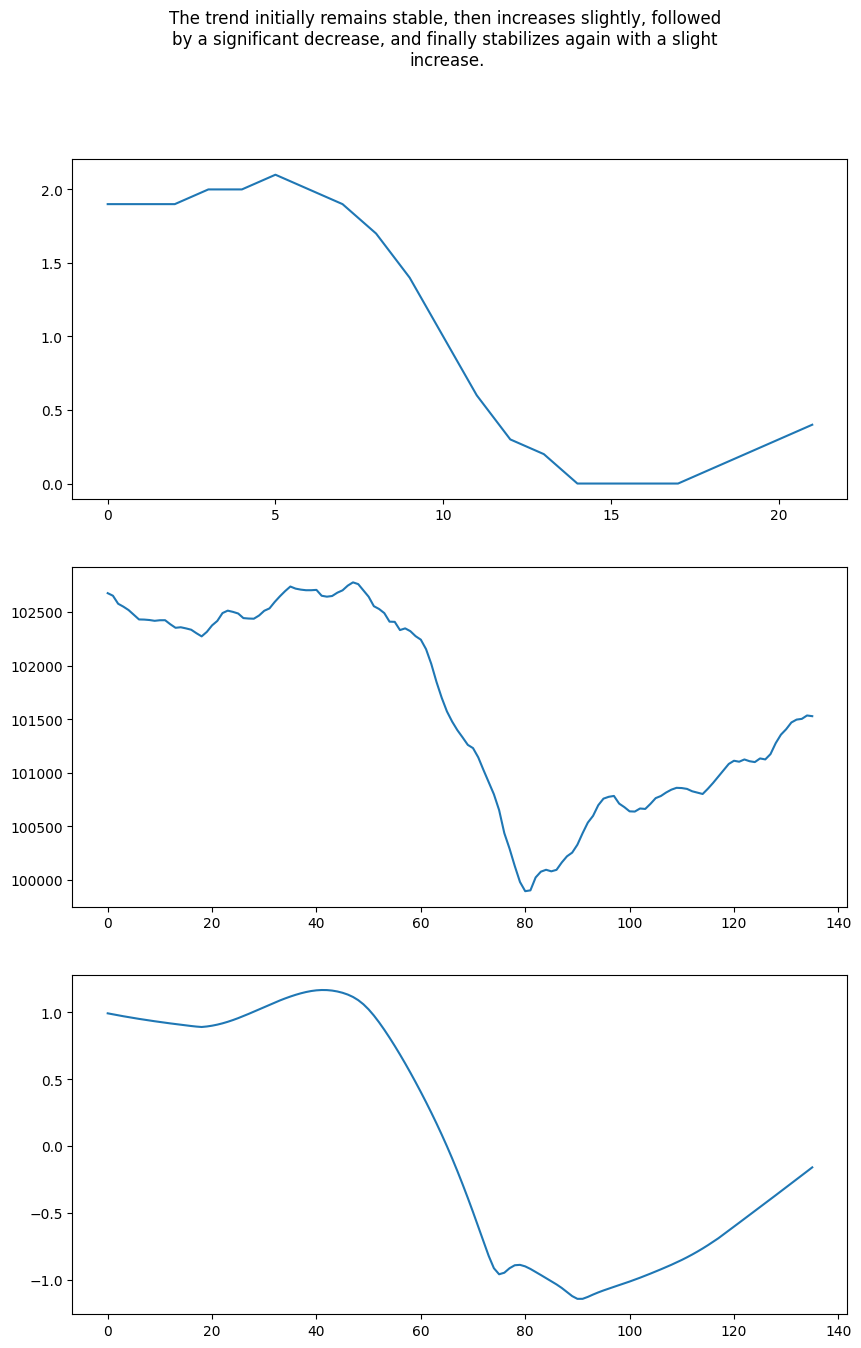 The trend initially remains stable, then increases slightly, followed
by a significant decrease, and finally stabilizes again with a slight
increase.
2.0
1.5
1.0
0.5
0.0
0 5 10 15 20
102500
102000
101500
101000
100500
100000
0 20 40 60 80 100 120 140
1.0
0.5
0.0
−0.5
−1.0
0 20 40 60 80 100 120 140